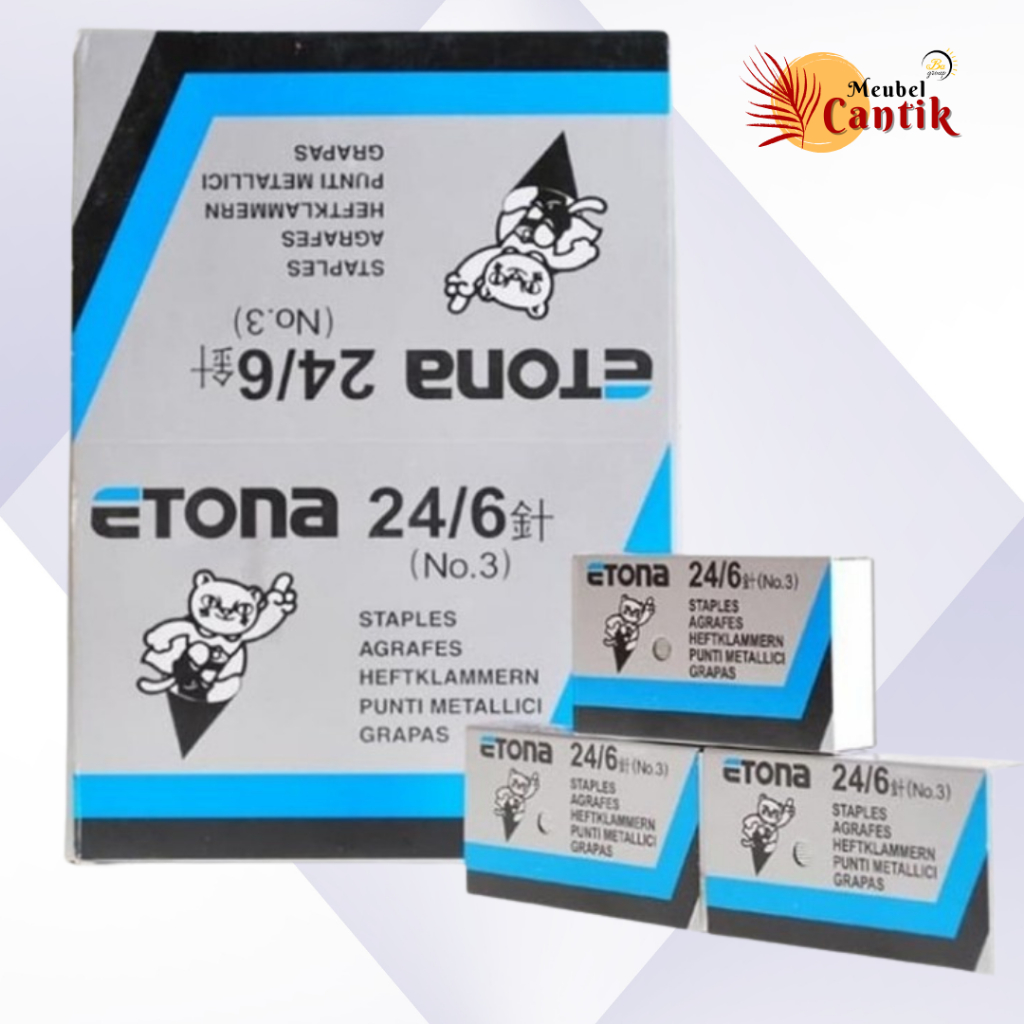 Meubel
Cantik
Bu
group
GRAPAS
PUNTI METALLICI
HEFTKLAMMERN
AGRAFES
STAPLES
(No.3)
ETONA 24/6針
ETONA 24/6針
(No.3)
STAPLES
AGRAFES
HEFTKLAMMERN
PUNTI METALLICI
GRAPAS
ETONA 24/6針(No.3)
STAPLES
AGRAFES
HEFTKLAMMERN
PUNTI METALLICI
GRAPAS
ETONA 24/6針(No.3)
STAPLES
AGRAFES
HEFTKLAMMERN
PUNTI METALLICI
GRAPAS
ETONA 24/6針(No.3)
STAPLES
AGRAFES
HEFTKLAMMERN
PUNTI METALLICI
GRAPAS